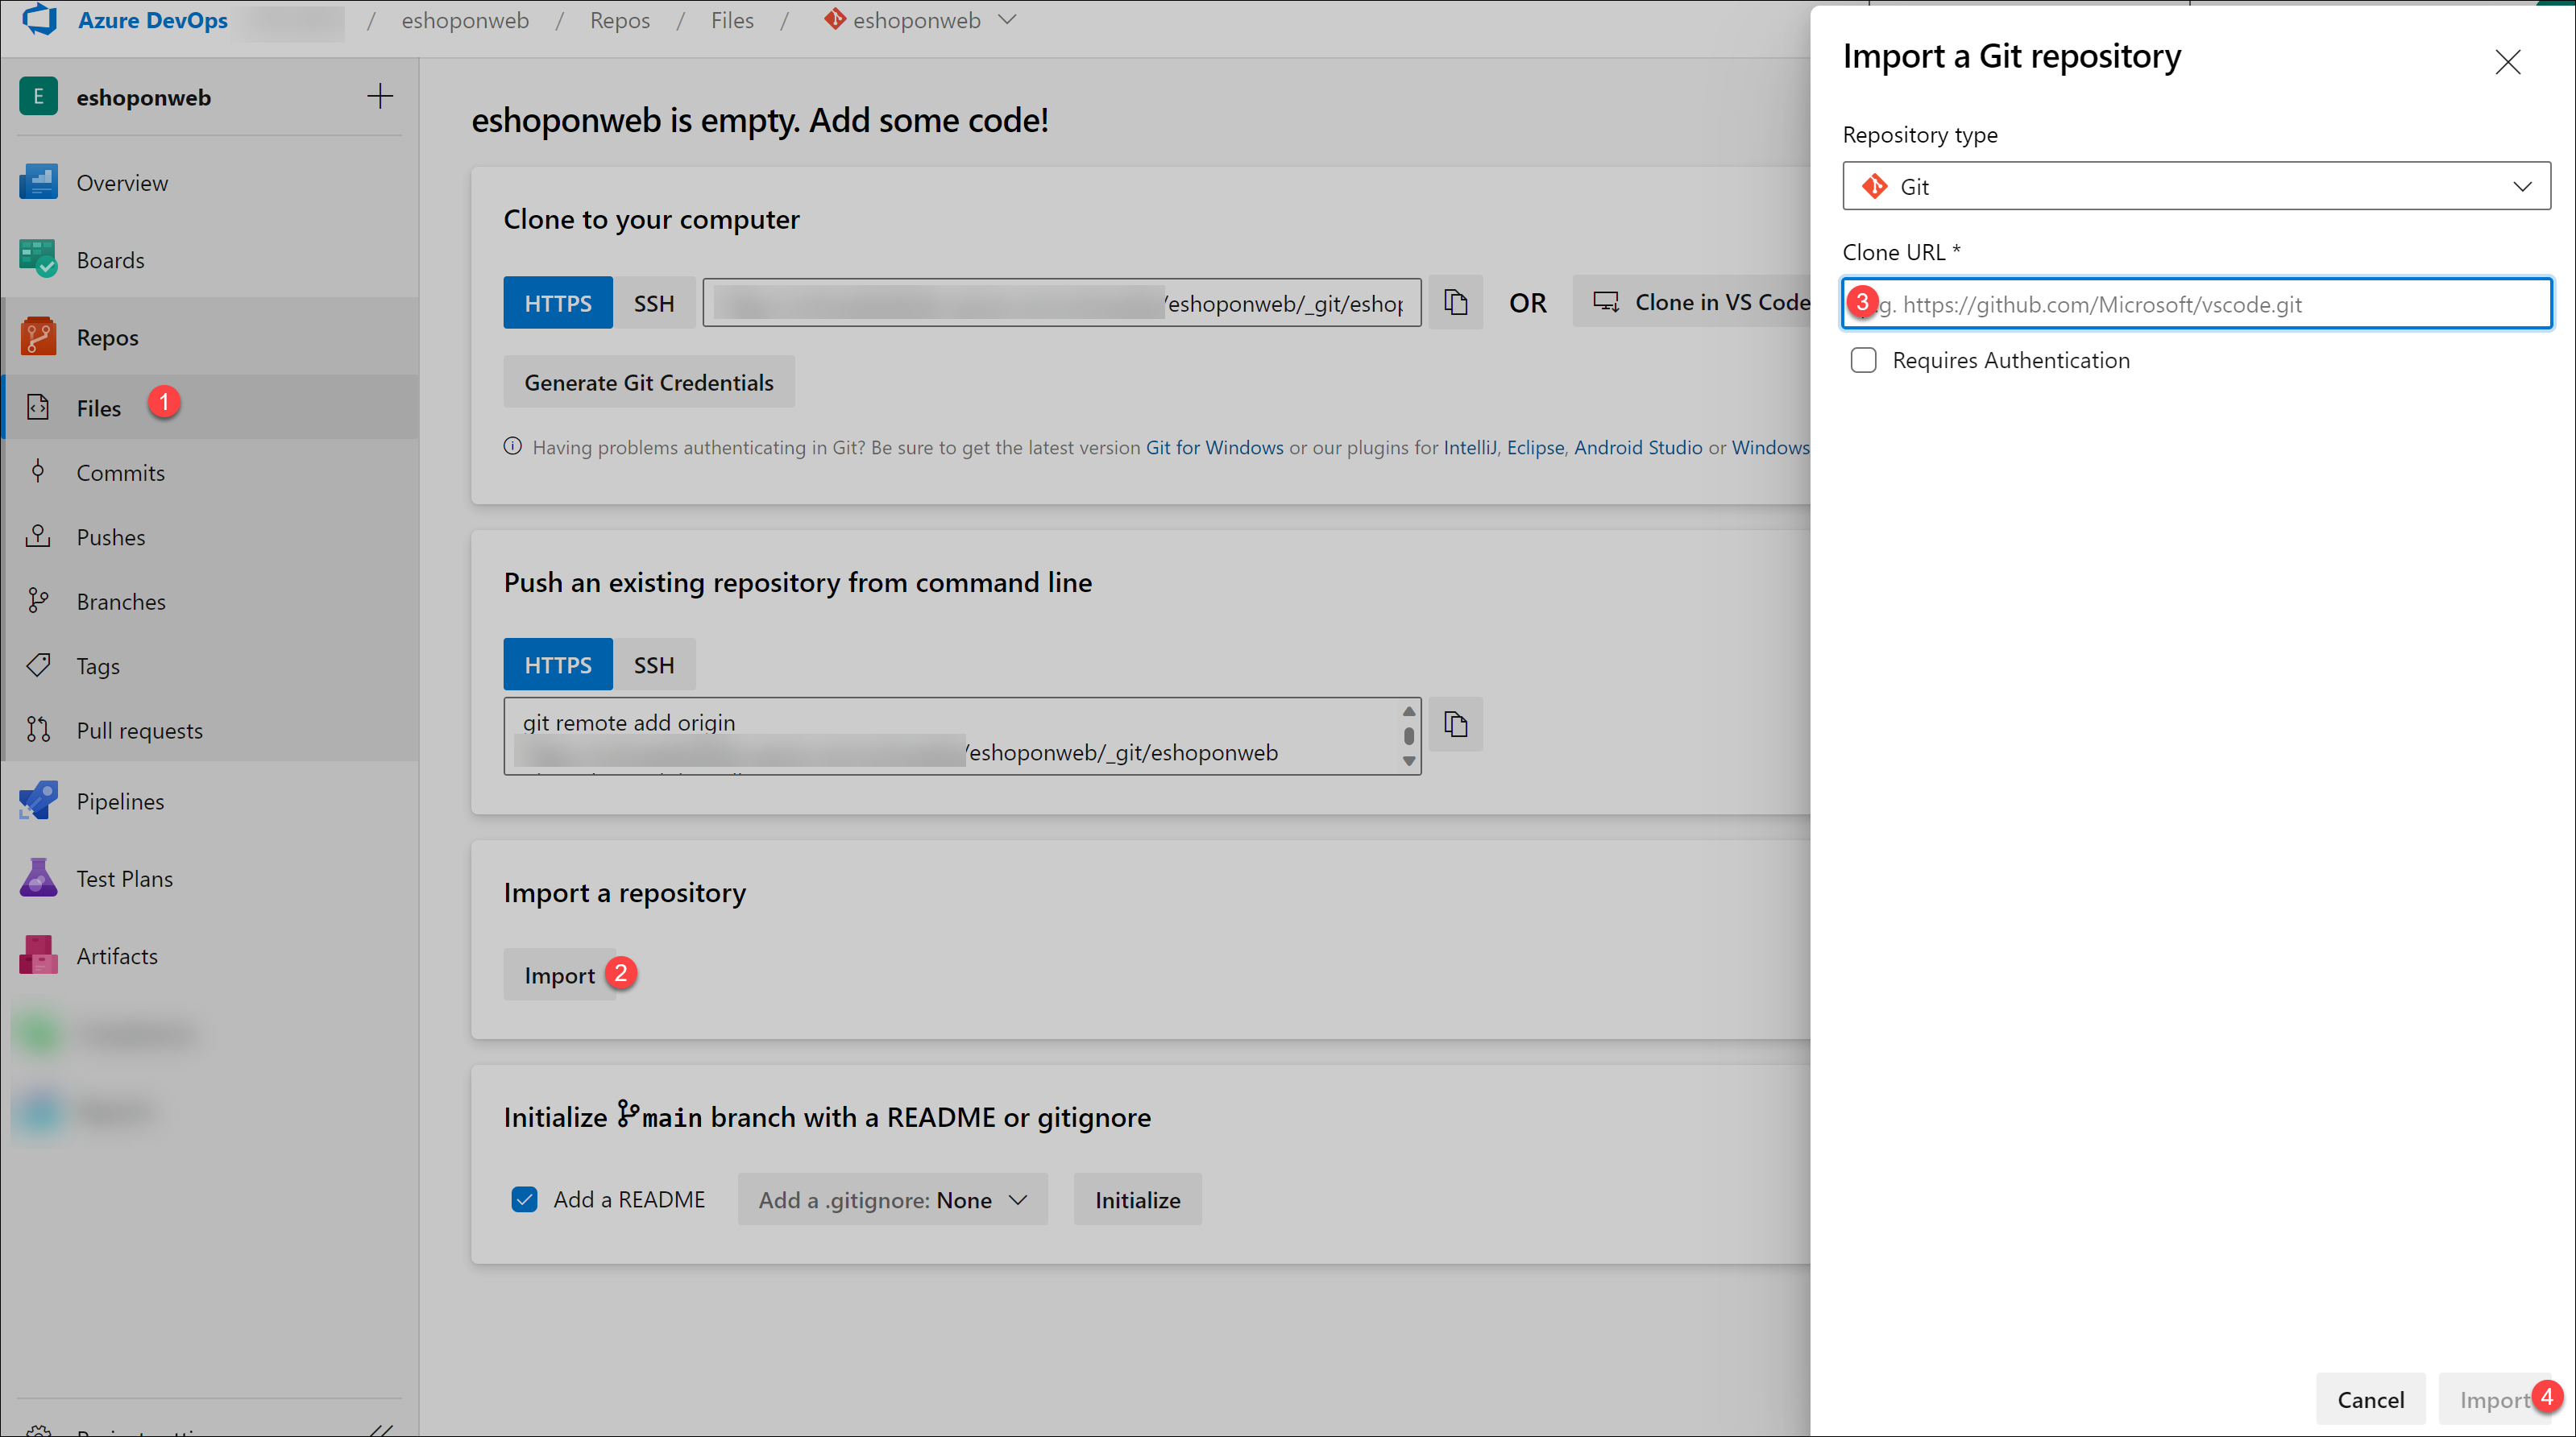 Azure DevOps / eshoponweb / Repos / Files / eshoponweb
E eshoponweb
Overview
Boards
Repos
Files 1
Commits
Pushes
Branches
Tags
Pull requests
Pipelines
Test Plans
Artifacts
eshoponweb is empty. Add some code!
Clone to your computer
HTTPS SSH /eshoponweb/_git/eshop OR Clone in VS Code
Generate Git Credentials
Having problems authenticating in Git? Be sure to get the latest version Git for Windows or our plugins for IntelliJ, Eclipse, Android Studio or Windows
Push an existing repository from command line
HTTPS SSH
git remote add origin
/eshoponweb/_git/eshoponweb
Import a repository
Import 2
Initialize main branch with a README or gitignore
Add a README Add a .gitignore: None Initialize
Import a Git repository
Repository type
Git
Clone URL *
3 g. https://github.com/Microsoft/vscode.git
Requires Authentication
Cancel Import 4